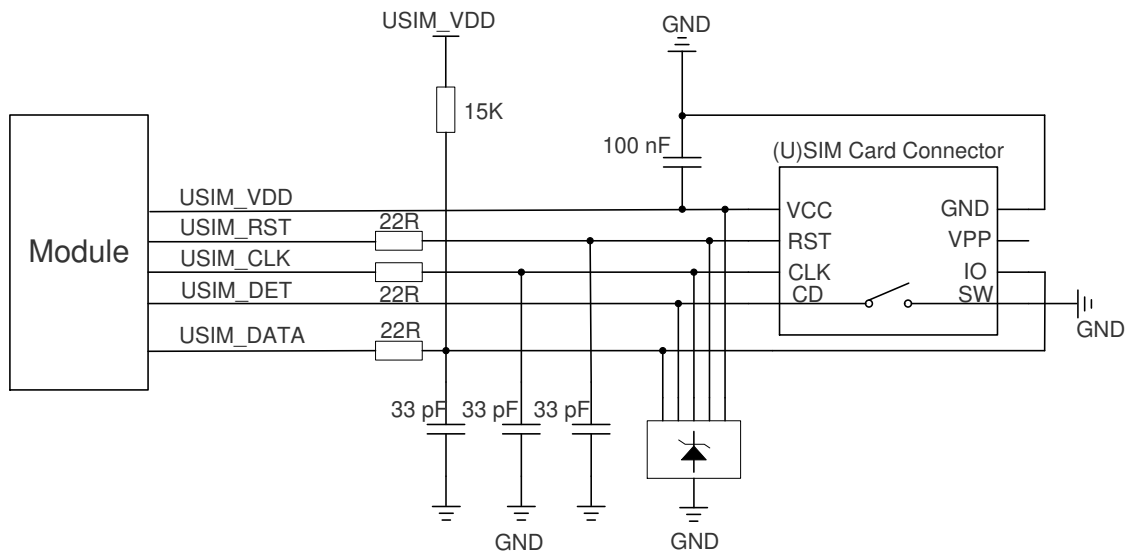 USIM_VDD
GND
15K
100 nF
(U)SIM Card Connector
USIM_VDD
VCC
GND
Module
USIM_RST
22R
RST
VPP
USIM_CLK
22R
CLK
IO
USIM_DET
CD
SW
GND
USIM_DATA
22R
33 pF
33 pF
33 pF
GND
GND